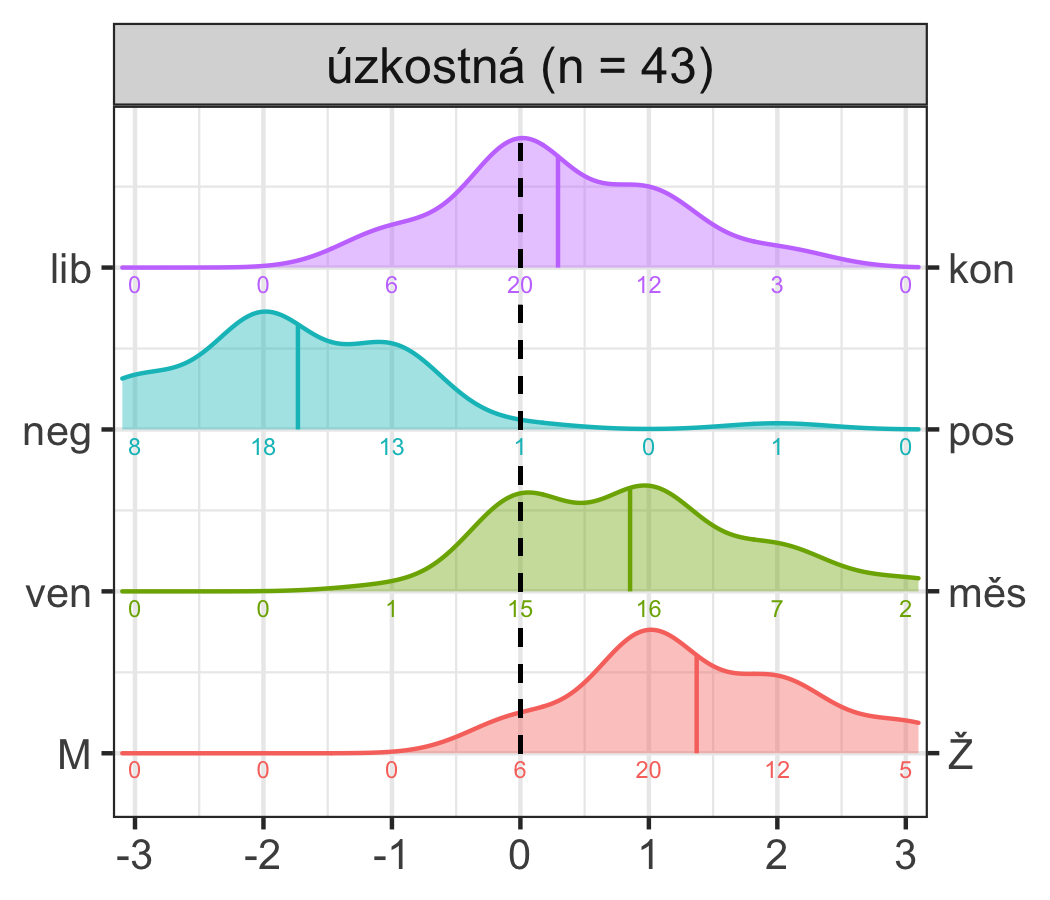 úzkostná (n = 43)
lib kon
0 0 6 20 12 3 0
neg pos
8 18 13 1 0 1 0
ven měs
0 0 1 15 16 7 2
M Ž
0 0 0 6 20 12 5
-3 -2 -1 0 1 2 3